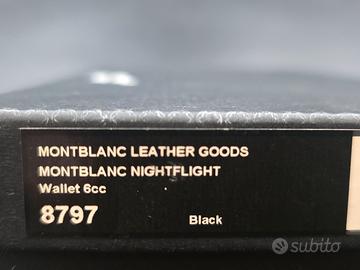 MONTBLANC LEATHER GOODS
MONTBLANC NIGHTFLIGHT
Wallet 6cc
8797 Black
subito